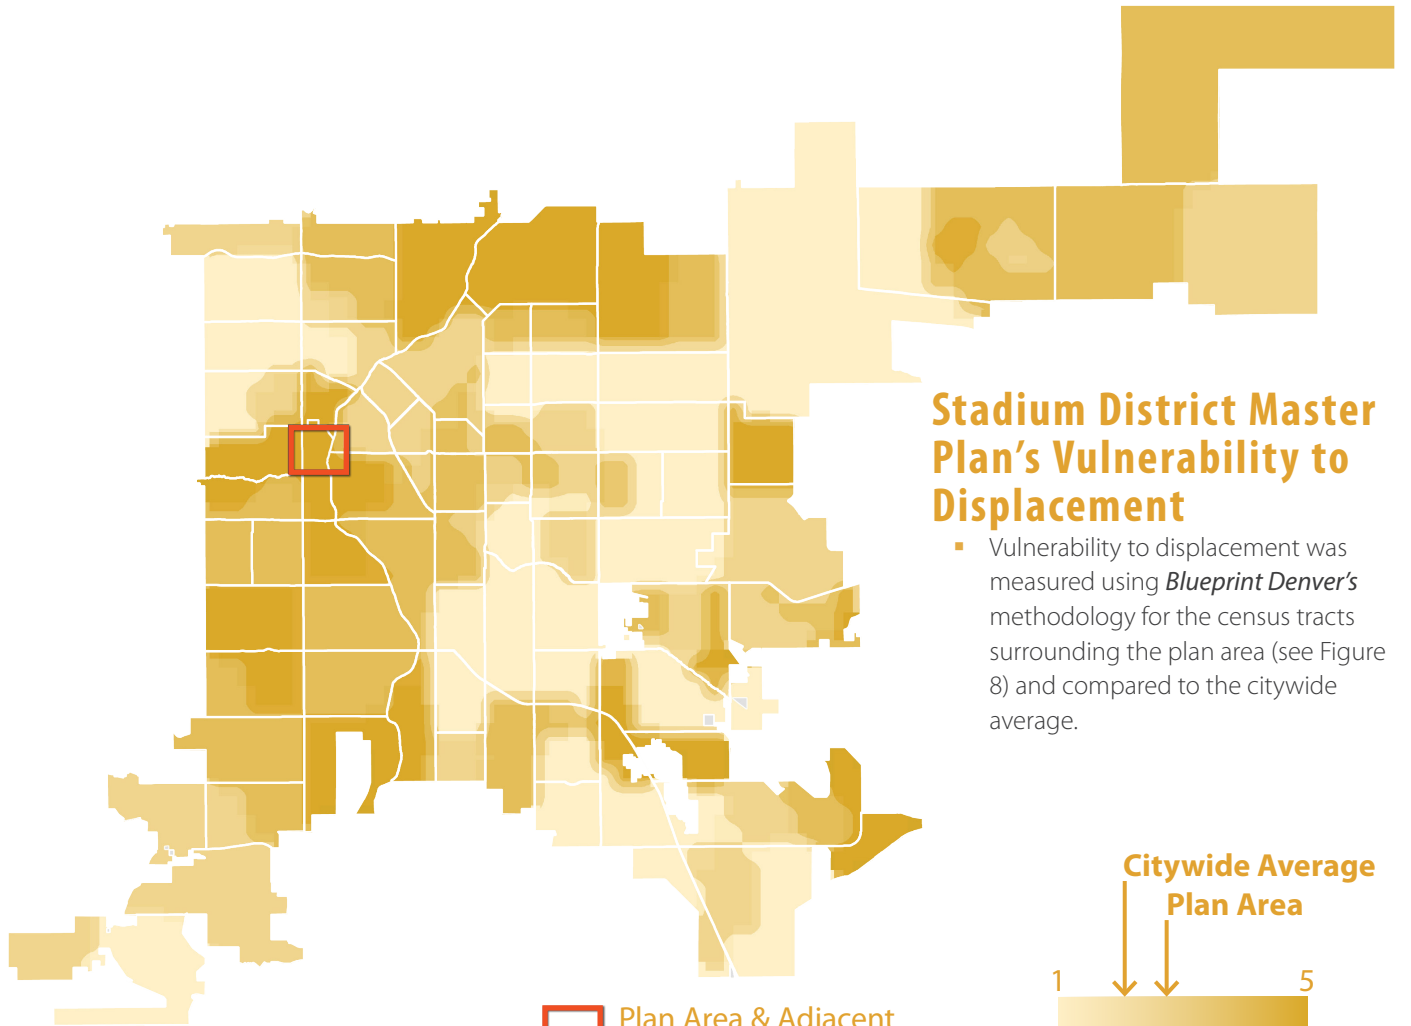 Stadium District Master
Plan's Vulnerability to
Displacement
▪ Vulnerability to displacement was
measured using Blueprint Denver's
methodology for the census tracts
surrounding the plan area (see Figure
8) and compared to the citywide
average.
Citywide Average
Plan Area
1 5
Plan Area & Adjacent